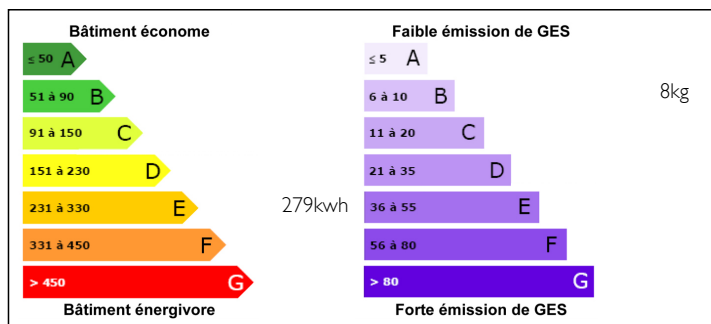 Bâtiment économe
≤ 50 A
51 à 90 B
91 à 150 C
151 à 230 D
231 à 330 E
279kwh
331 à 450 F
> 450 G
Bâtiment énergivore
Faible émission de GES
≤ 5 A
6 à 10 B
8kg
11 à 20 C
21 à 35 D
36 à 55 E
56 à 80 F
> 80 G
Forte émission de GES